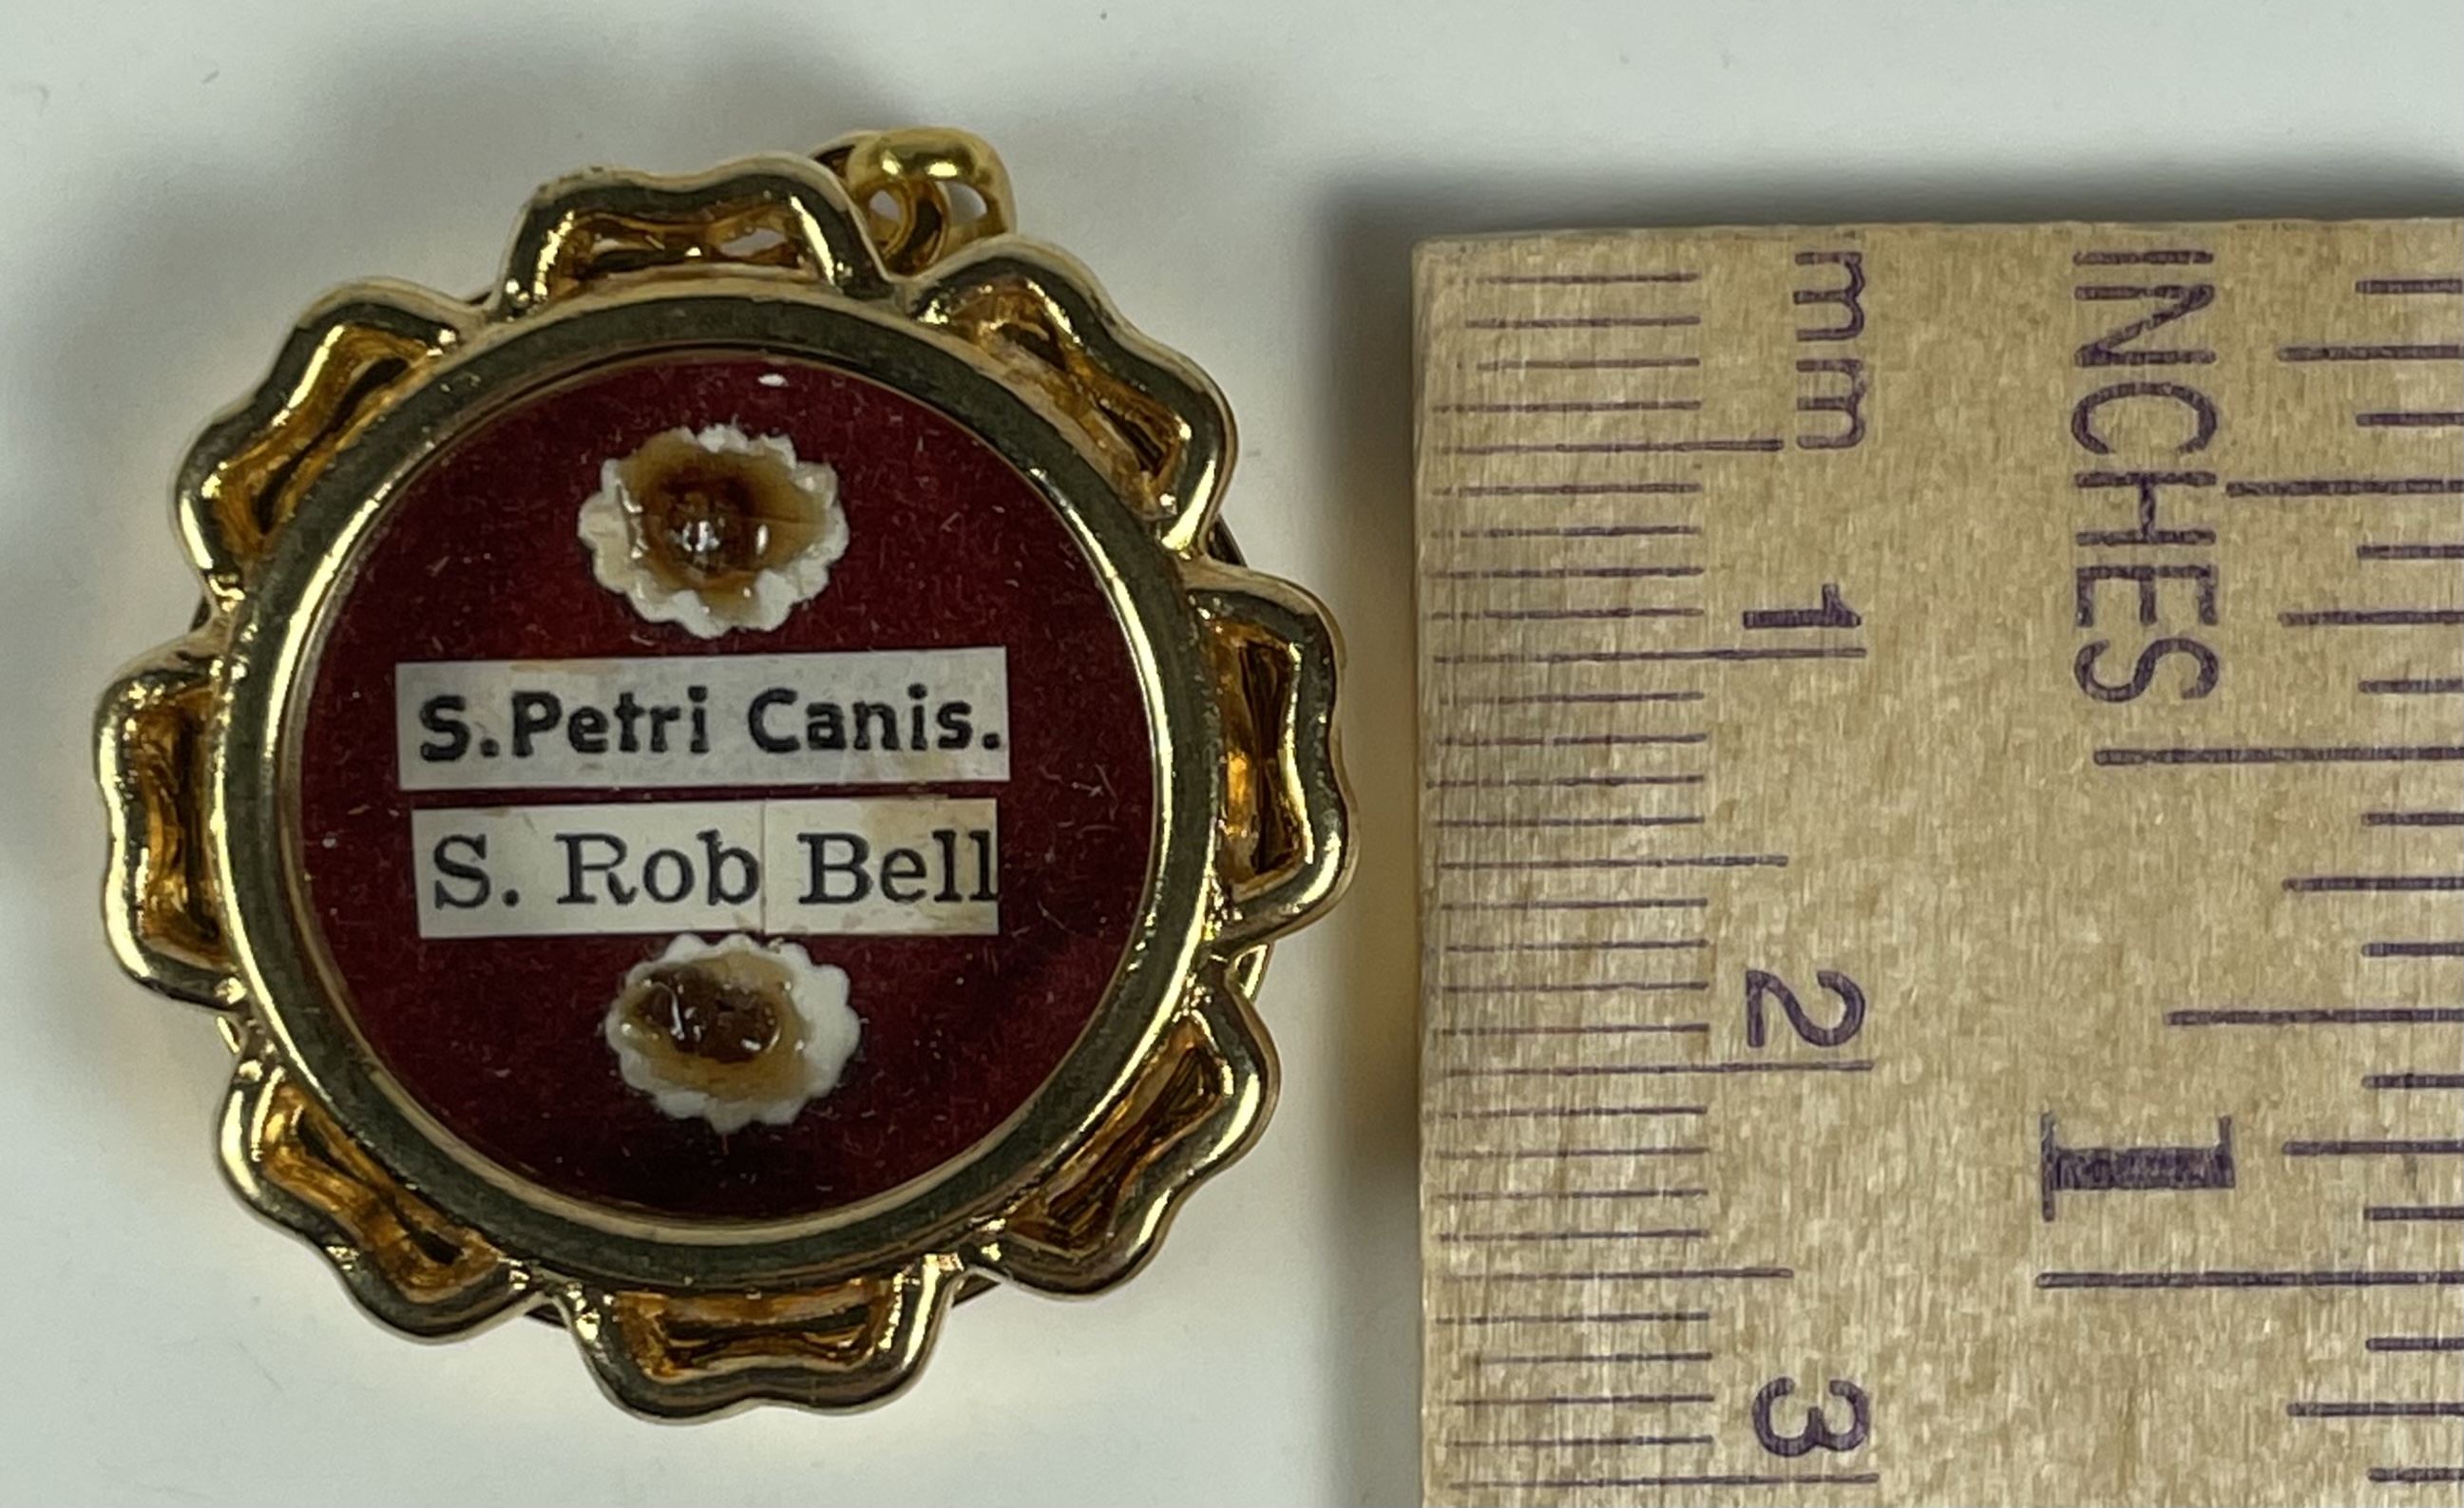 S.Petri Canis.
S. Rob Bell
mm
1
2
3
INCHES
1